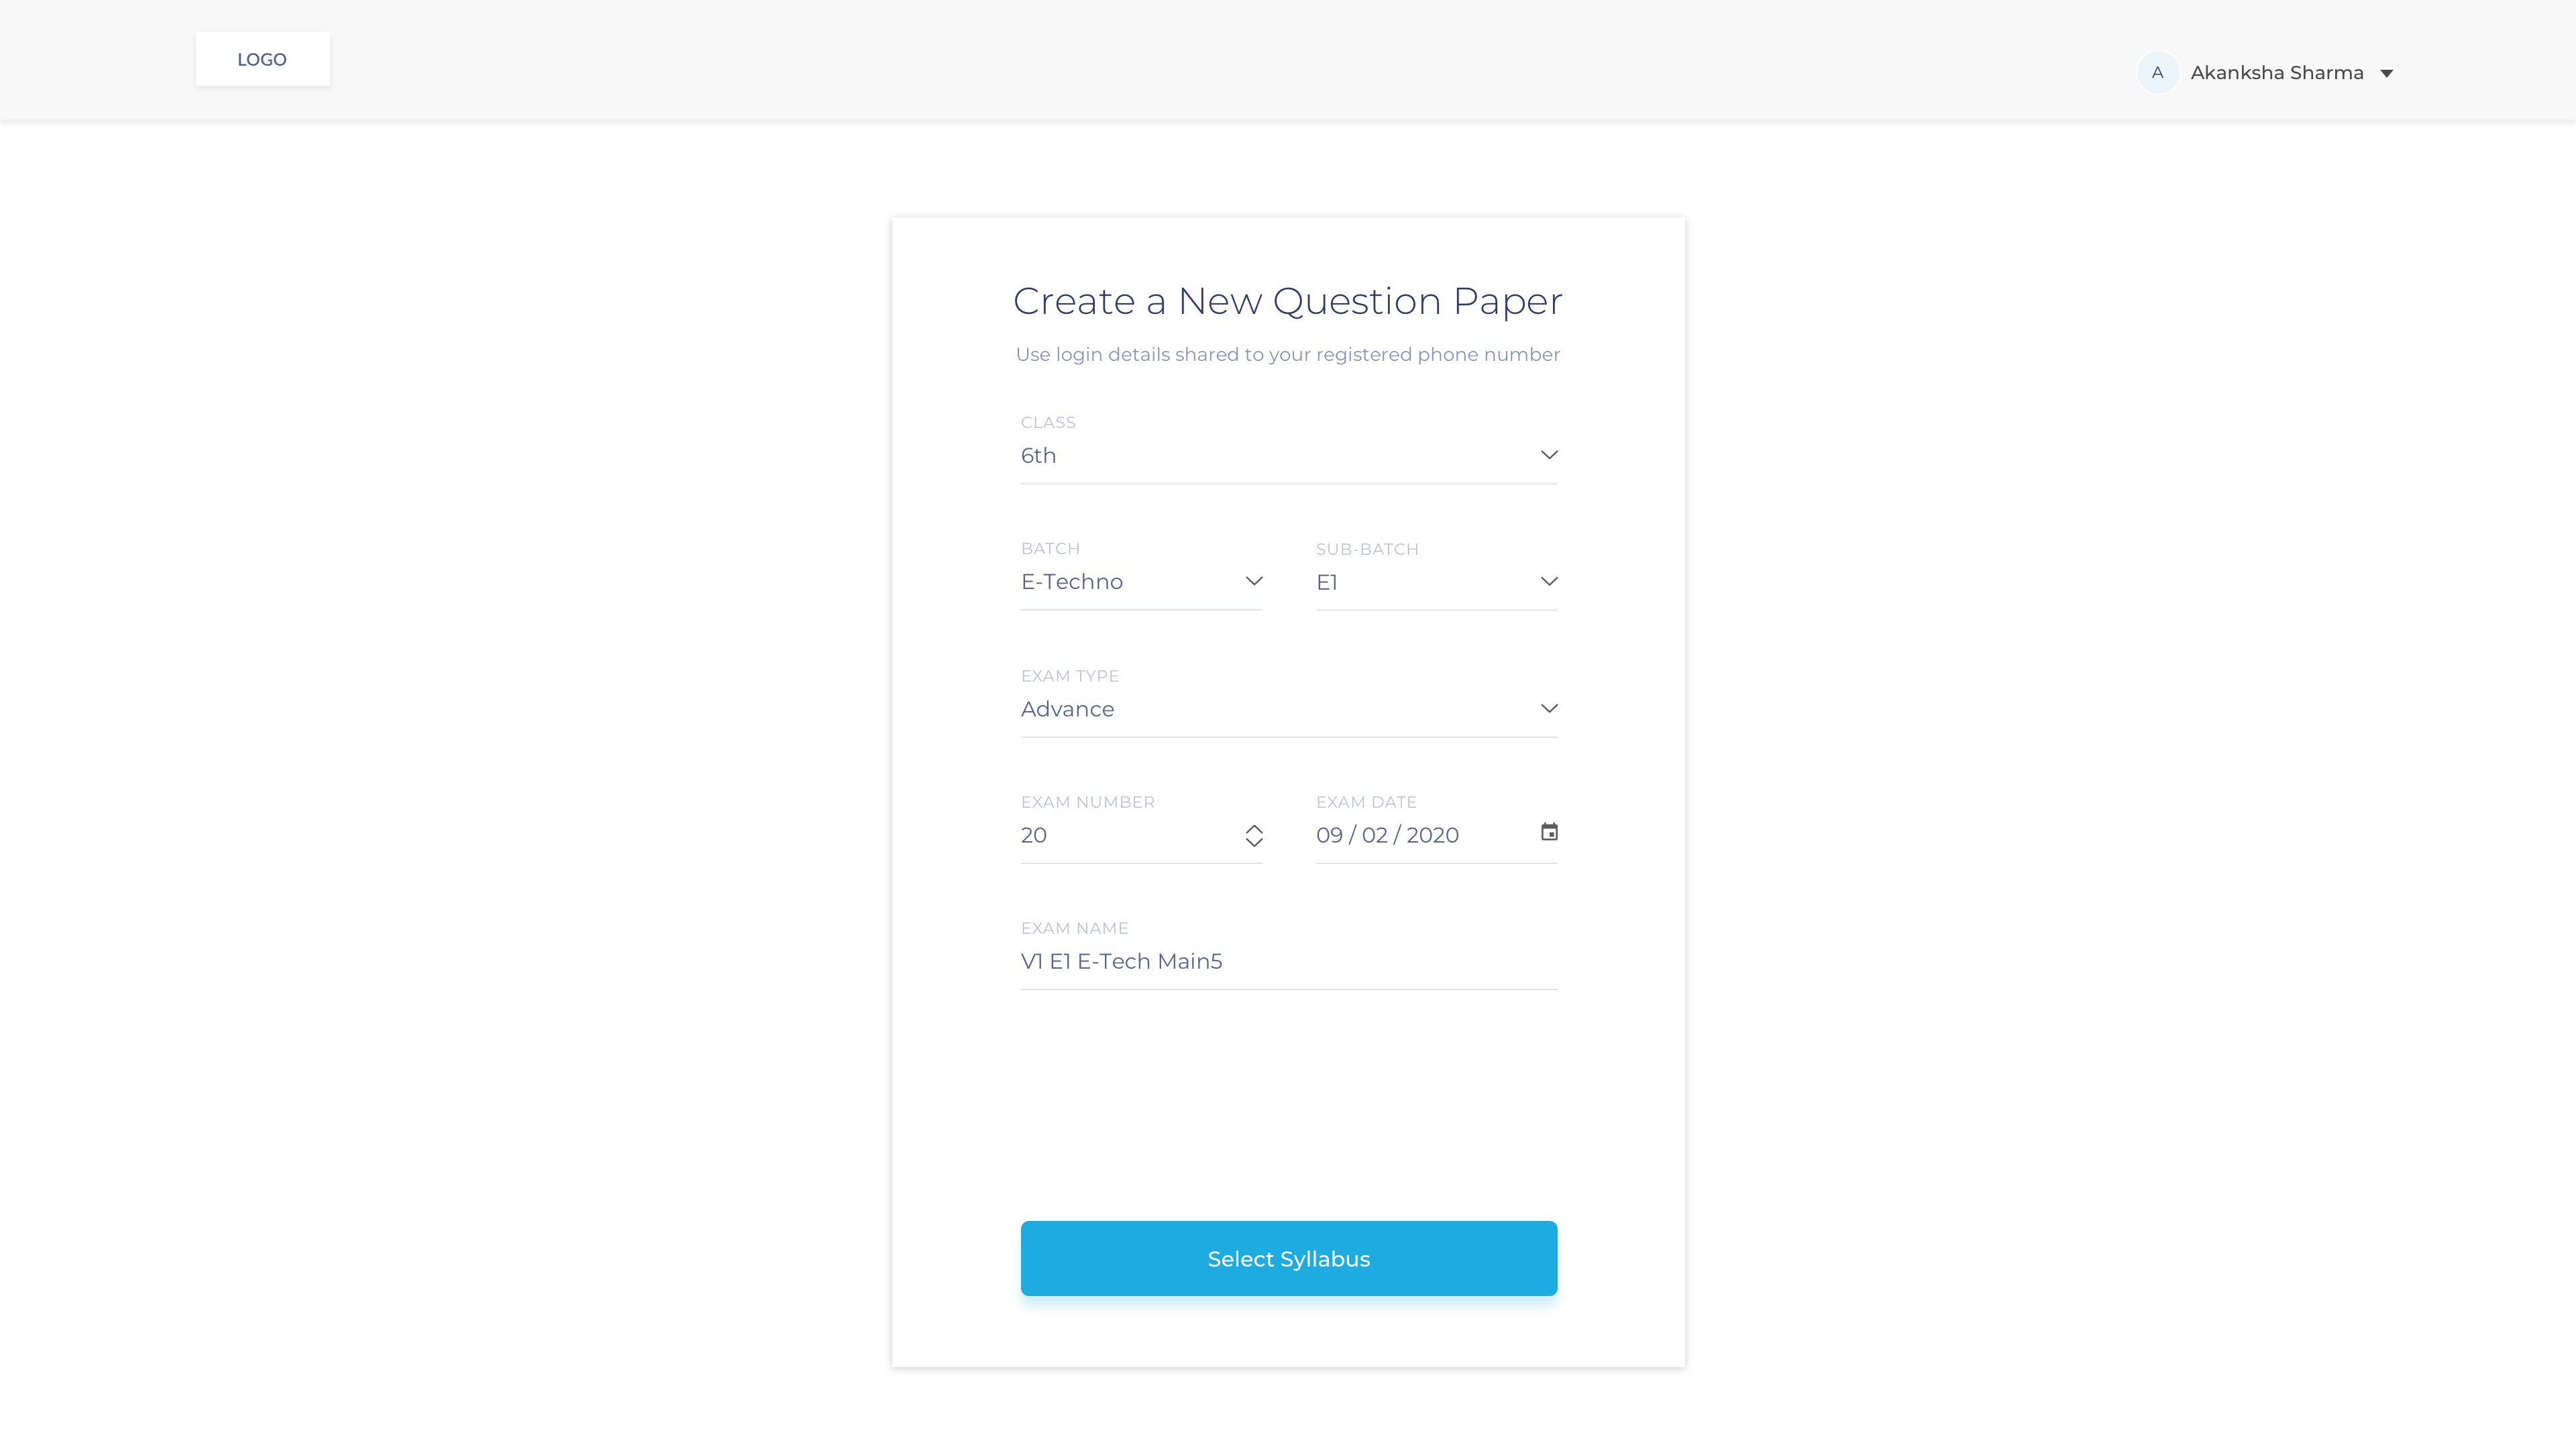 LOGO
A Akanksha Sharma
Create a New Question Paper
Use login details shared to your registered phone number
CLASS
6th
BATCH
E-Techno
SUB-BATCH
E1
EXAM TYPE
Advance
EXAM NUMBER
20
EXAM DATE
09 / 02 / 2020
EXAM NAME
V1 E1 E-Tech Main5
Select Syllabus